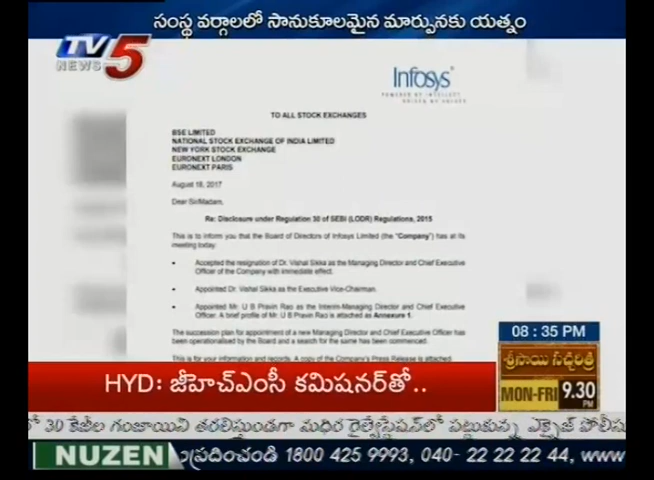 సంస్థ వర్గాలలో సానుకూలమైన మార్పునకు యత్నం
TV5
NEWS
Infosys
POWERED BY INTELLECT
DRIVEN BY VALUES
TO ALL STOCK EXCHANGES
BSE LIMITED
NATIONAL STOCK EXCHANGE OF INDIA LIMITED
NEW YORK STOCK EXCHANGE
EURONEXT LONDON
EURONEXT PARIS
August 18, 2017
Dear Sir/Madam,
Re: Disclosure under Regulation 30 of SEBI (LODR) Regulations, 2015
This is to inform you that the Board of Directors of Infosys Limited (the "Company") has at its
meeting today:
• Accepted the resignation of Dr. Vishal Sikka as the Managing Director and Chief Executive
Officer of the Company with immediate effect.
• Appointed Dr. Vishal Sikka as the Executive Vice-Chairman.
• Appointed Mr. U B Pravin Rao as the Interim-Managing Director and Chief Executive
Officer. A brief profile of Mr. U B Pravin Rao is attached as Annexure 1.
The succession plan for appointment of a new Managing Director and Chief Executive Officer has
been operationalised by the Board and a search for the same has been commenced.
This is for your information and records. A copy of the Company's Press Release is attached
08 : 35 PM
శ్రీసాయి సచ్చరిత్ర
MON-FRI 9.30 PM
HYD: జీహెచ్ఎంసీ కమిషనర్‌తో..
లో 30 కేజీల గంజాయిని తరలిస్తుండగా మధిర రైల్వేస్టేషన్‌లో పట్టుకున్న ఎక్సైజ్ పోలీసు
NUZEN
ప్రదించండి 1800 425 9993, 040- 22 22 22 44, www